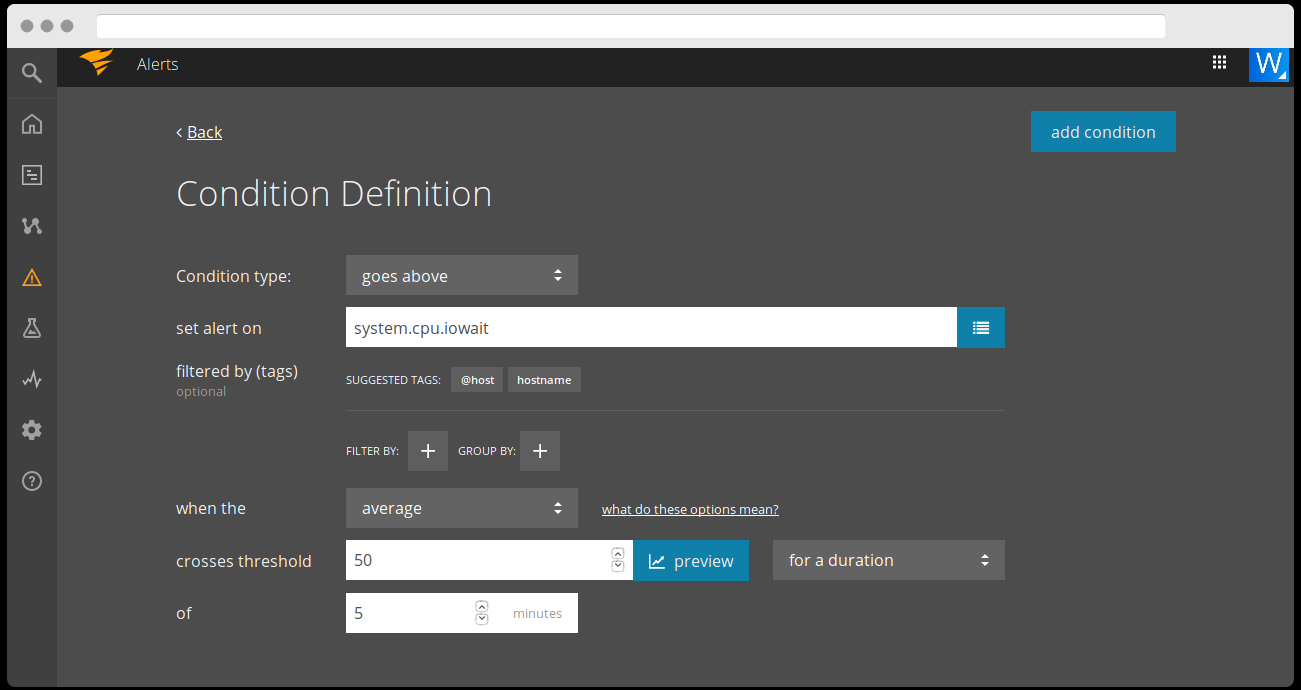 Alerts
W
‹ Back
add condition
Condition Definition
Condition type: goes above
set alert on system.cpu.iowait
filtered by (tags) SUGGESTED TAGS: @host hostname
optional
FILTER BY: + GROUP BY: +
when the average what do these options mean?
crosses threshold 50 preview for a duration
of 5 minutes